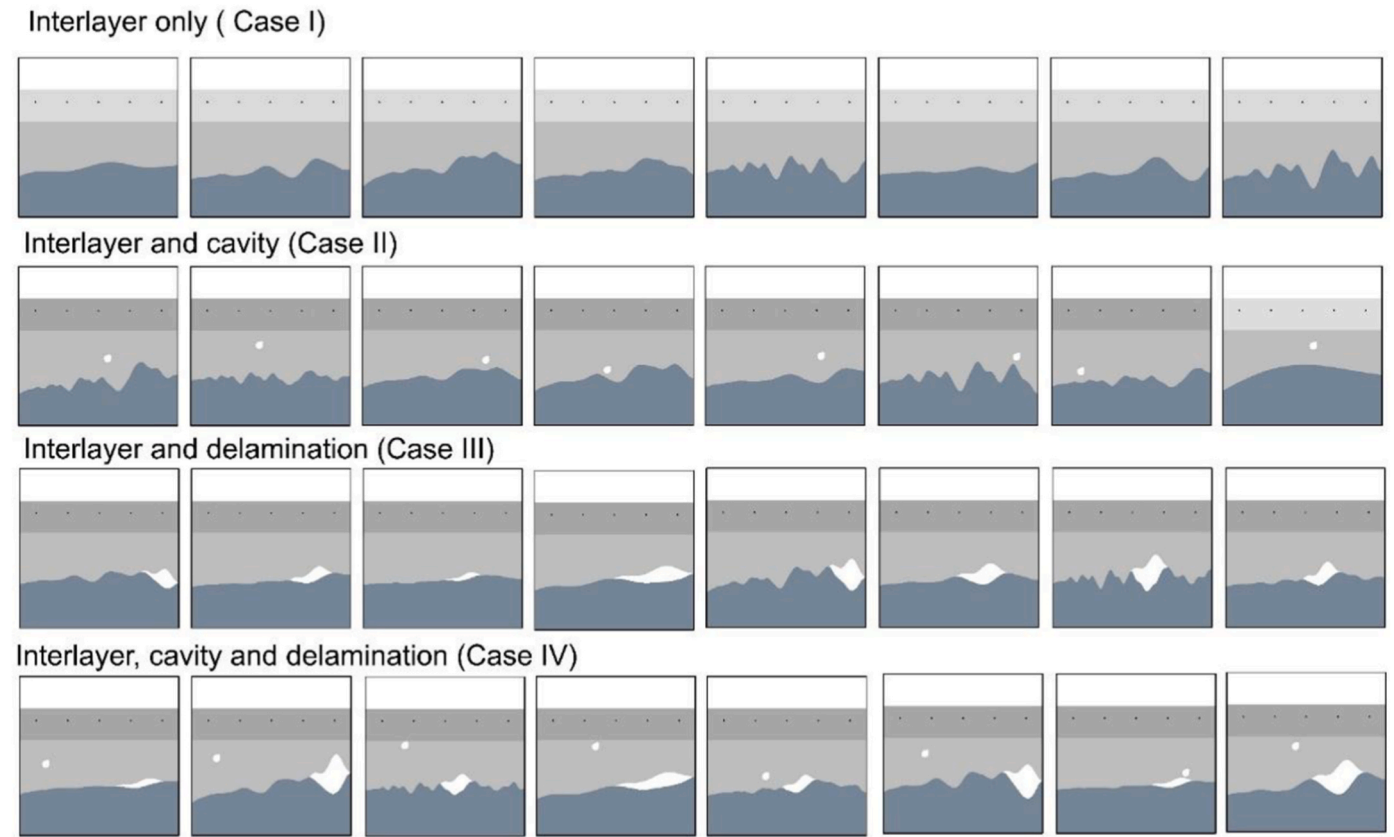 Interlayer only ( Case I)
Interlayer and cavity (Case II)
Interlayer and delamination (Case III)
Interlayer, cavity and delamination (Case IV)